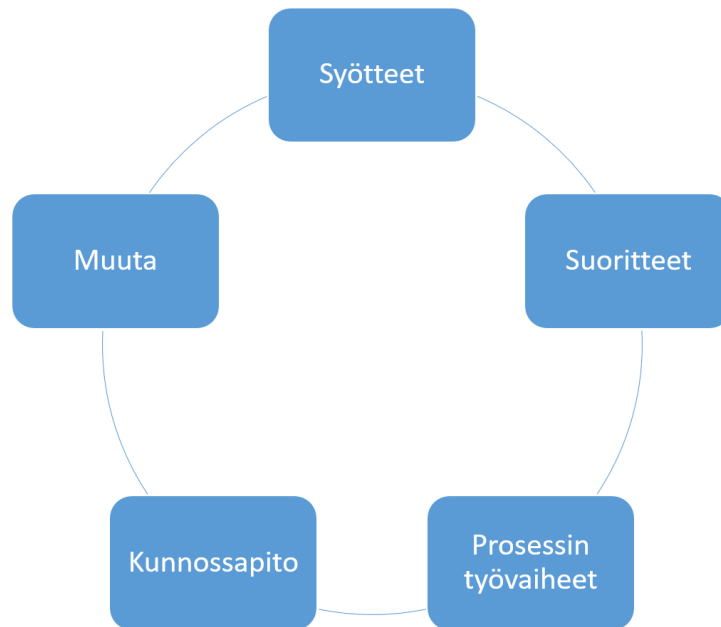 Syötteet
Suoritteet
Prosessin
työvaiheet
Kunnossapito
Muuta